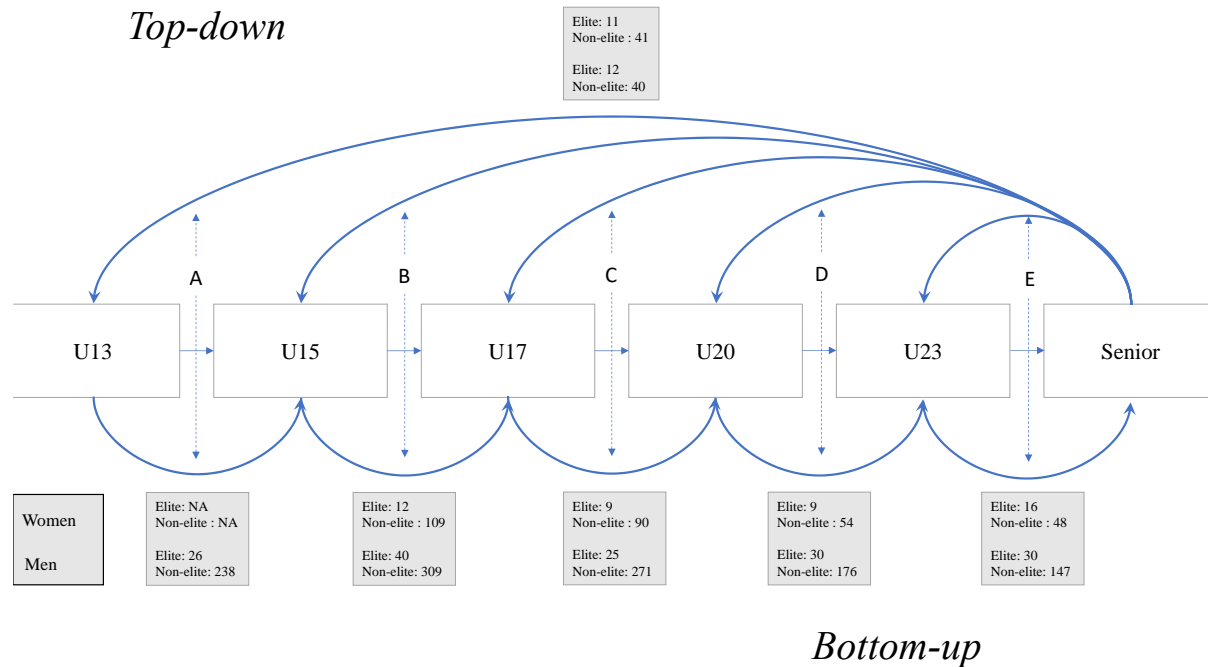 Top-down
Elite: 11
Non-elite : 41
Elite: 12
Non-elite: 40
A
B
C
D
E
U13
U15
U17
U20
U23
Senior
Women
Men
Elite: NA
Non-elite : NA
Elite: 26
Non-elite: 238
Elite: 12
Non-elite : 109
Elite: 40
Non-elite: 309
Elite: 9
Non-elite : 90
Elite: 25
Non-elite: 271
Elite: 9
Non-elite : 54
Elite: 30
Non-elite: 176
Elite: 16
Non-elite : 48
Elite: 30
Non-elite: 147
Bottom-up